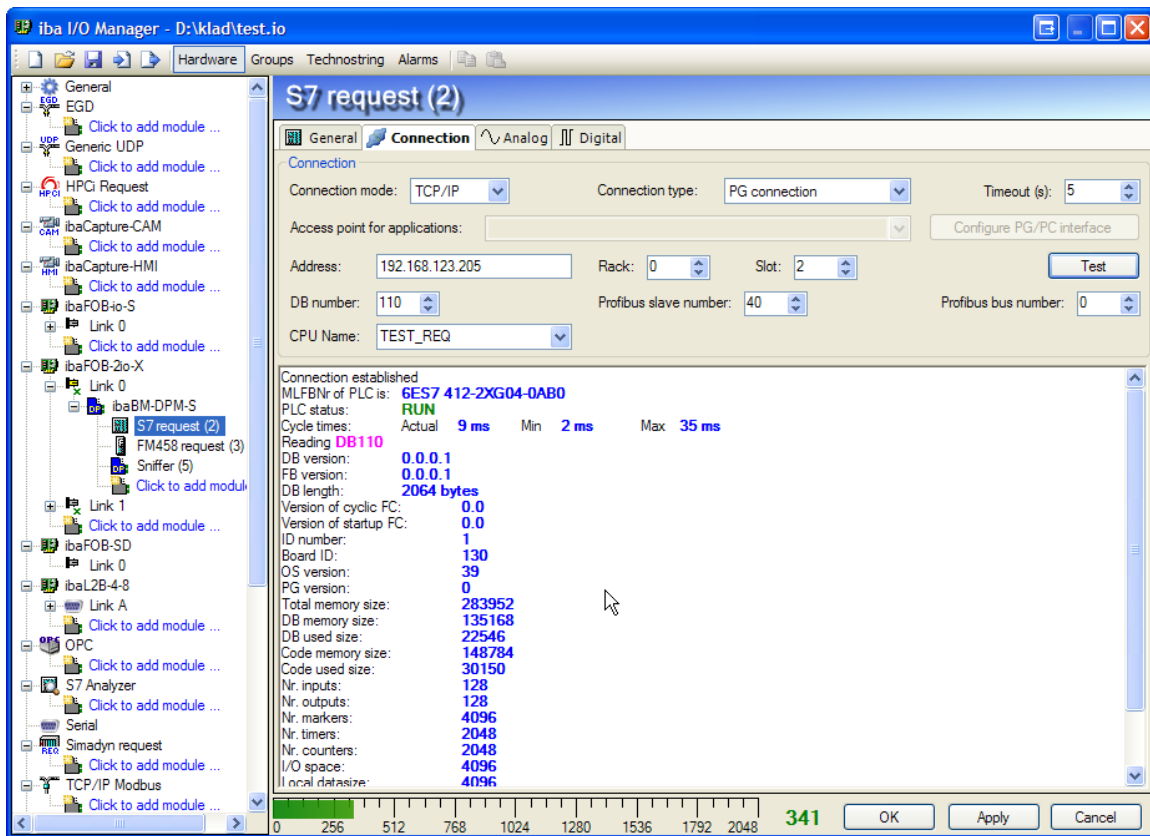 iba I/O Manager - D:\klad\test.io
Hardware Groups Technostring Alarms
General
EGD
EGD
Click to add module ...
UDP
Generic UDP
Click to add module ...
HPCi
HPCi Request
Click to add module ...
CAM
ibaCapture-CAM
Click to add module ...
HMI
ibaCapture-HMI
Click to add module ...
ibaFOB-io-S
Link 0
Click to add module ...
ibaFOB-2io-X
Link 0
DP
ibaBM-DPM-S
S7 request (2)
FM458 request (3)
DP
Sniffer (5)
Click to add modul
Link 1
Click to add module ...
ibaFOB-SD
Link 0
ibaL2B-4-8
Link A
Click to add module ...
OPC
OPC
Click to add module ...
S7 Analyzer
Click to add module ...
Serial
REQ
Simadyn request
Click to add module ...
TCP/IP Modbus
Click to add module ...
S7 request (2)
General Connection Analog Digital
Connection
Connection mode: TCP/IP Connection type: PG connection Timeout (s): 5
Access point for applications: Configure PG/PC interface
Address: 192.168.123.205 Rack: 0 Slot: 2 Test
DB number: 110 Profibus slave number: 40 Profibus bus number: 0
CPU Name: TEST_REQ
Connection established
MLFBNr of PLC is: 6ES7 412-2XG04-0AB0
PLC status: RUN
Cycle times: Actual 9 ms Min 2 ms Max 35 ms
Reading DB110
DB version: 0.0.0.1
FB version: 0.0.0.1
DB length: 2064 bytes
Version of cyclic FC: 0.0
Version of startup FC: 0.0
ID number: 1
Board ID: 130
OS version: 39
PG version: 0
Total memory size: 283952
DB memory size: 135168
DB used size: 22546
Code memory size: 148784
Code used size: 30150
Nr. inputs: 128
Nr. outputs: 128
Nr. markers: 4096
Nr. timers: 2048
Nr. counters: 2048
I/O space: 4096
Local datasize: 4096
0 256 512 768 1024 1280 1536 1792 2048 341 OK Apply Cancel